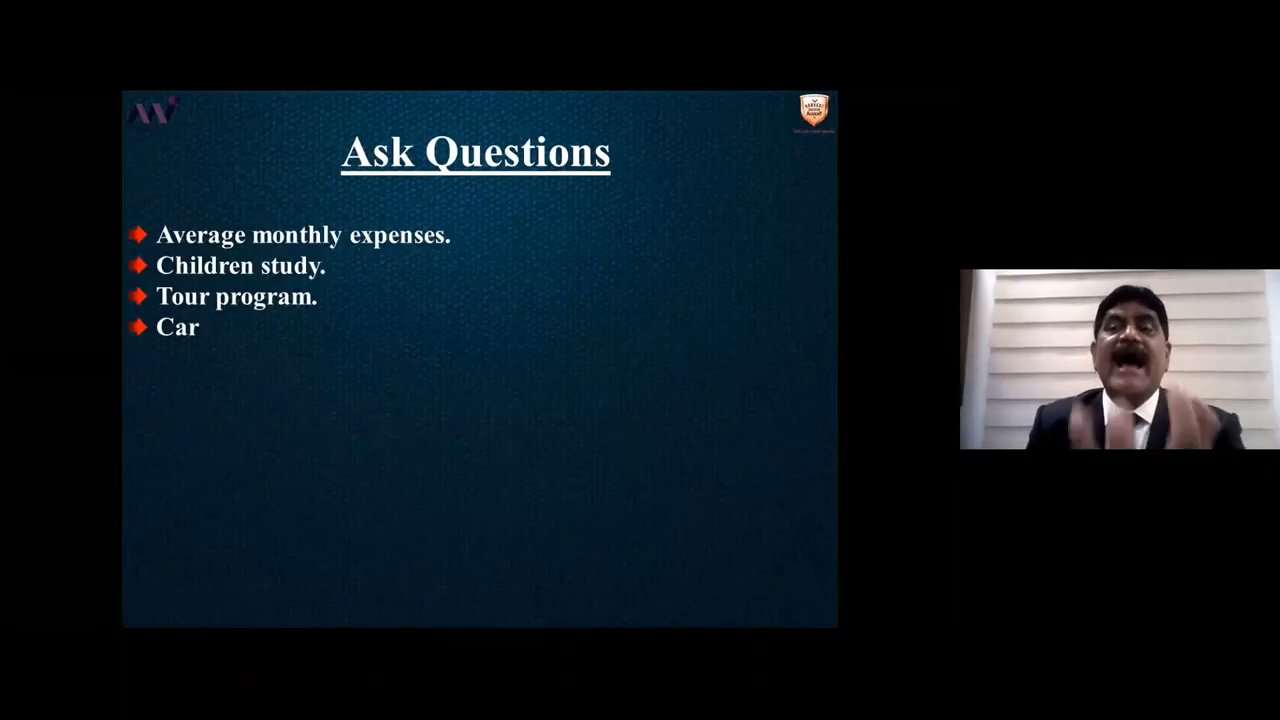 Ask Questions
Average monthly expenses.
Children study.
Tour program.
Car